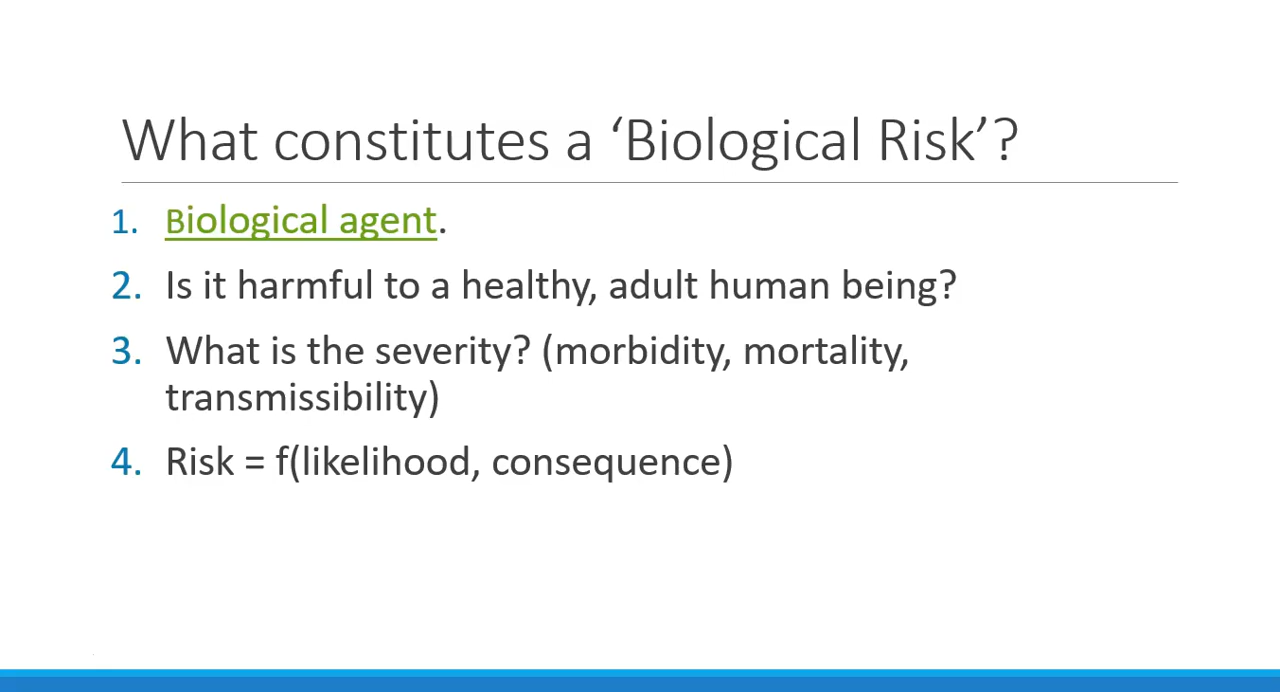 What constitutes a ‘Biological Risk’?
1. Biological agent.
2. Is it harmful to a healthy, adult human being?
3. What is the severity? (morbidity, mortality,
transmissibility)
4. Risk = f(likelihood, consequence)